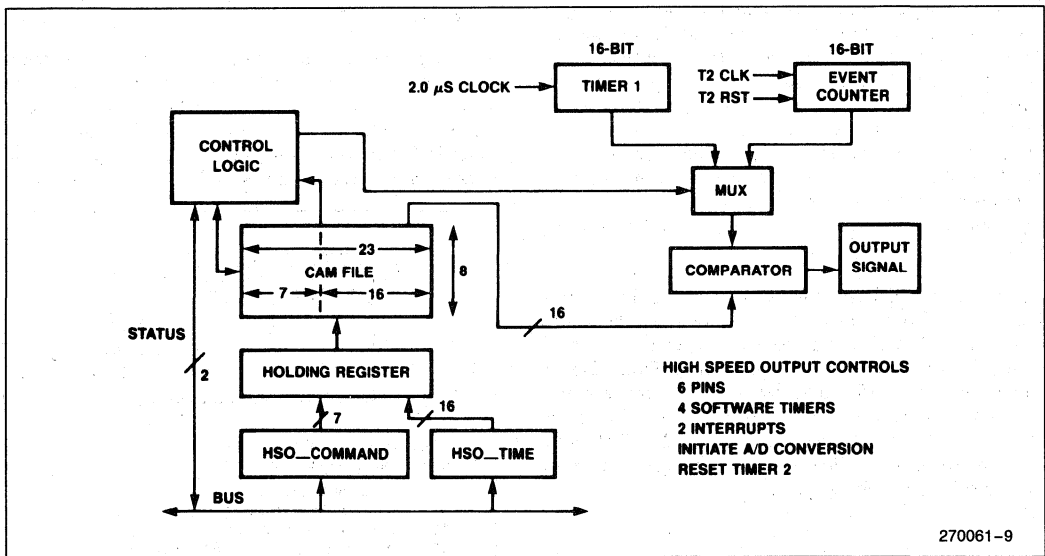 16-BIT
16-BIT
2.0 μS CLOCK
TIMER 1
T2 CLK
T2 RST
EVENT
COUNTER
CONTROL
LOGIC
MUX
23
CAM FILE
7
16
8
COMPARATOR
OUTPUT
SIGNAL
16
STATUS
2
HOLDING REGISTER
7
16
HSO_COMMAND
HSO_TIME
BUS
HIGH SPEED OUTPUT CONTROLS
6 PINS
4 SOFTWARE TIMERS
2 INTERRUPTS
INITIATE A/D CONVERSION
RESET TIMER 2
270061-9